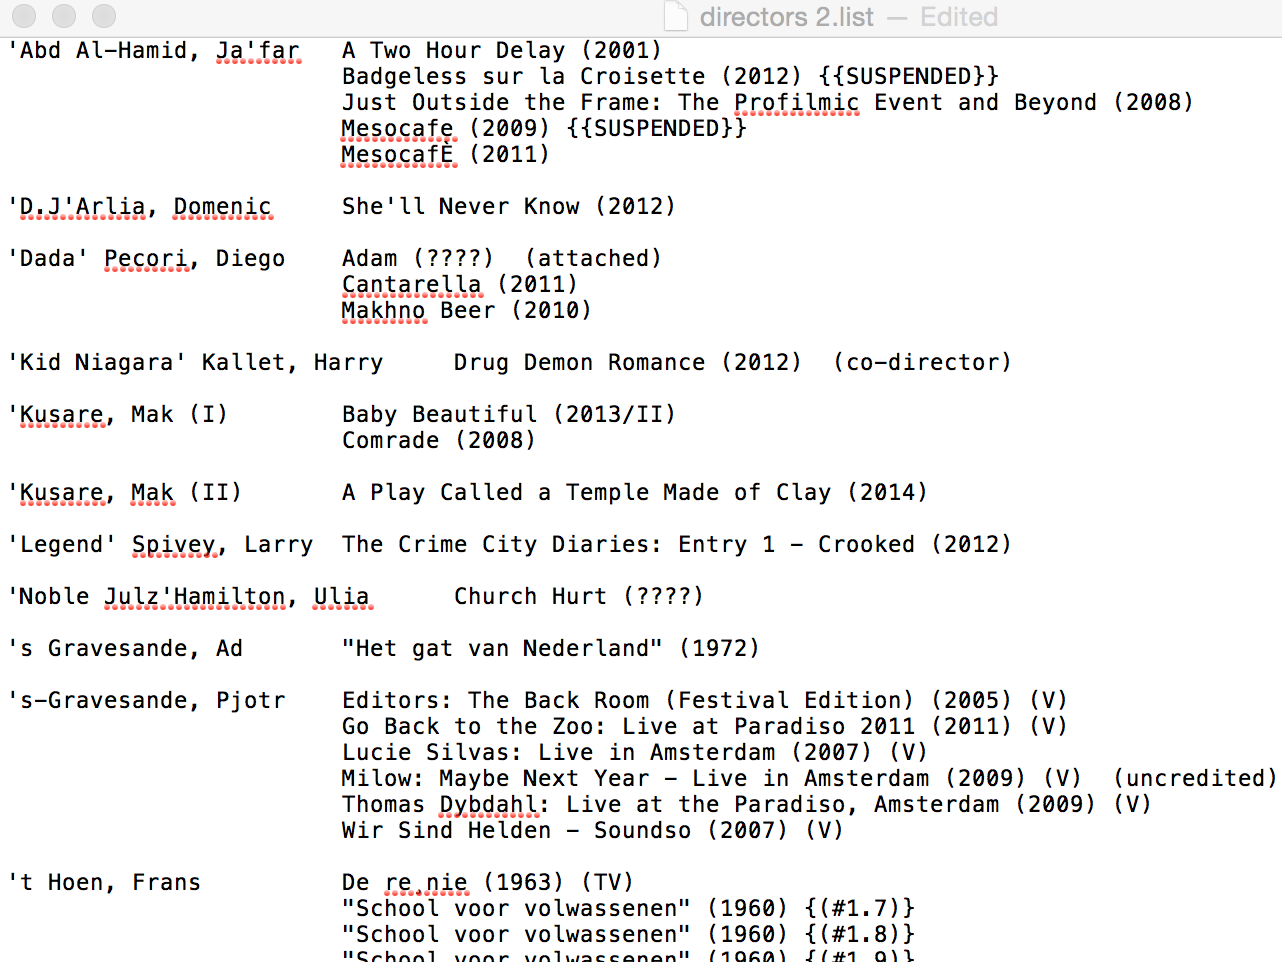 directors 2.list — Edited
'Abd Al-Hamid, Ja'far A Two Hour Delay (2001)
Badgeless sur la Croisette (2012) {{SUSPENDED}}
Just Outside the Frame: The Profilmic Event and Beyond (2008)
Mesocafe (2009) {{SUSPENDED}}
MesocafÈ (2011)
'D.J'Arlia, Domenic She'll Never Know (2012)
'Dada' Pecori, Diego Adam (????) (attached)
Cantarella (2011)
Makhno Beer (2010)
'Kid Niagara' Kallet, Harry Drug Demon Romance (2012) (co-director)
'Kusare, Mak (I) Baby Beautiful (2013/II)
Comrade (2008)
'Kusare, Mak (II) A Play Called a Temple Made of Clay (2014)
'Legend' Spivey, Larry The Crime City Diaries: Entry 1 - Crooked (2012)
'Noble Julz'Hamilton, Ulia Church Hurt (????)
's Gravesande, Ad "Het gat van Nederland" (1972)
's-Gravesande, Pjotr Editors: The Back Room (Festival Edition) (2005) (V)
Go Back to the Zoo: Live at Paradiso 2011 (2011) (V)
Lucie Silvas: Live in Amsterdam (2007) (V)
Milow: Maybe Next Year - Live in Amsterdam (2009) (V) (uncredited)
Thomas Dybdahl: Live at the Paradiso, Amsterdam (2009) (V)
Wir Sind Helden - Soundso (2007) (V)
't Hoen, Frans De re¸nie (1963) (TV)
"School voor volwassenen" (1960) {(#1.7)}
"School voor volwassenen" (1960) {(#1.8)}
"School voor volwassenen" (1960) {(#1.9)}